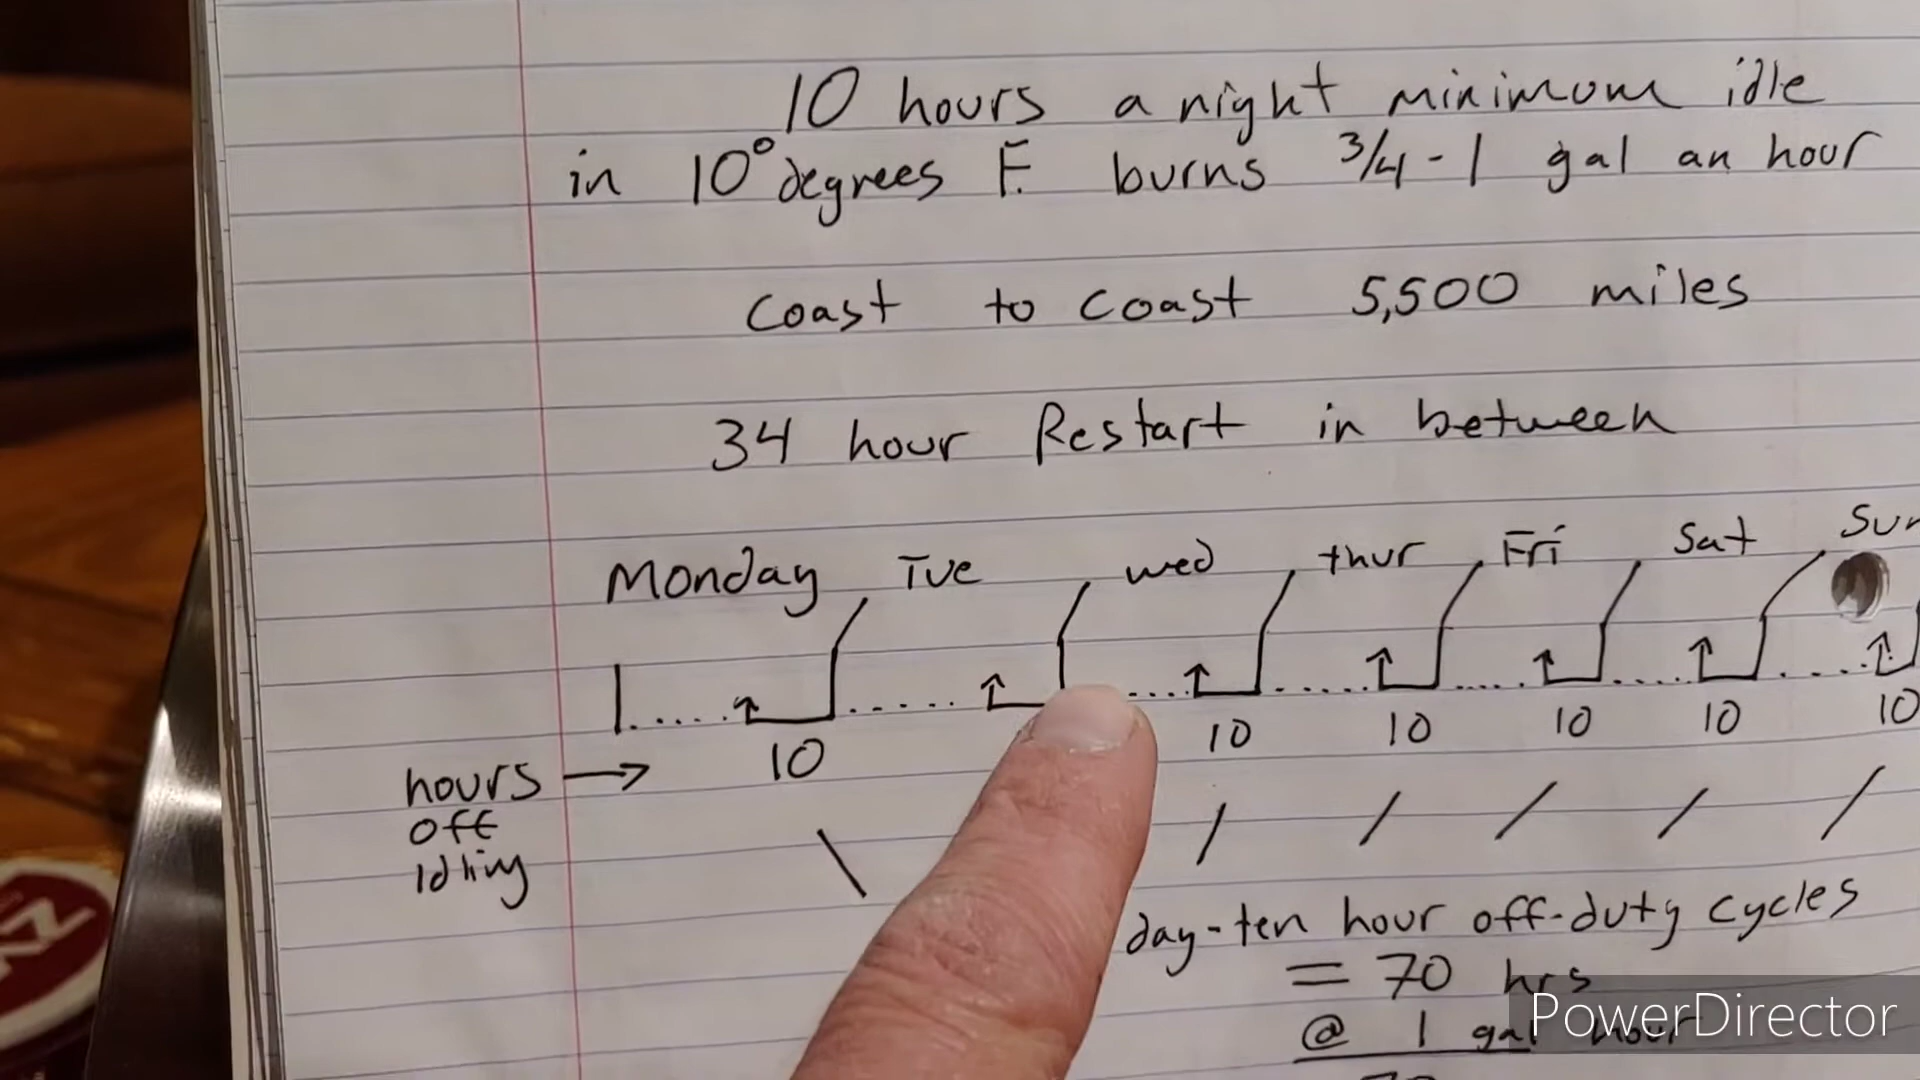 10 hours a night minimum idle
in 10° degrees F. burns 3/4 - 1 gal an hour
coast to coast 5,500 miles
34 hour Restart in between
Monday Tue wed thur Fri Sat Sun
10 10 10 10 10 10
hours →
off
Idling
day-ten hour off-duty cycles
= 70 hrs
@ 1 gal hour
PowerDirector